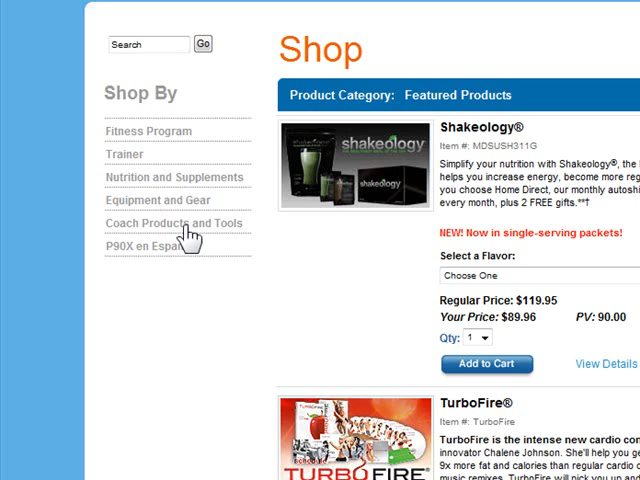 Search
Go
Shop
Shop By
Product Category: Featured Products
Fitness Program
Trainer
Nutrition and Supplements
Equipment and Gear
Coach Products and Tools
P90X en Espa
shakeology
shakeology
Shakeology®
Item #: MDSUSH311G
Simplify your nutrition with Shakeology®, the
helps you increase energy, become more reg
you choose Home Direct, our monthly autoshi
every month, plus 2 FREE gifts.**†
NEW! Now in single-serving packets!
Select a Flavor:
Choose One
Regular Price: $119.95
Your Price: $89.96 PV: 90.00
Qty: 1
Add to Cart
View Details
TURBO FIRE
TURBOFIRE
TurboFire®
Item #: TurboFire
TurboFire is the intense new cardio con
innovator Chalene Johnson. She'll help you ge
9x more fat and calories than regular cardio
music remixes. TurboFire will pick you up and